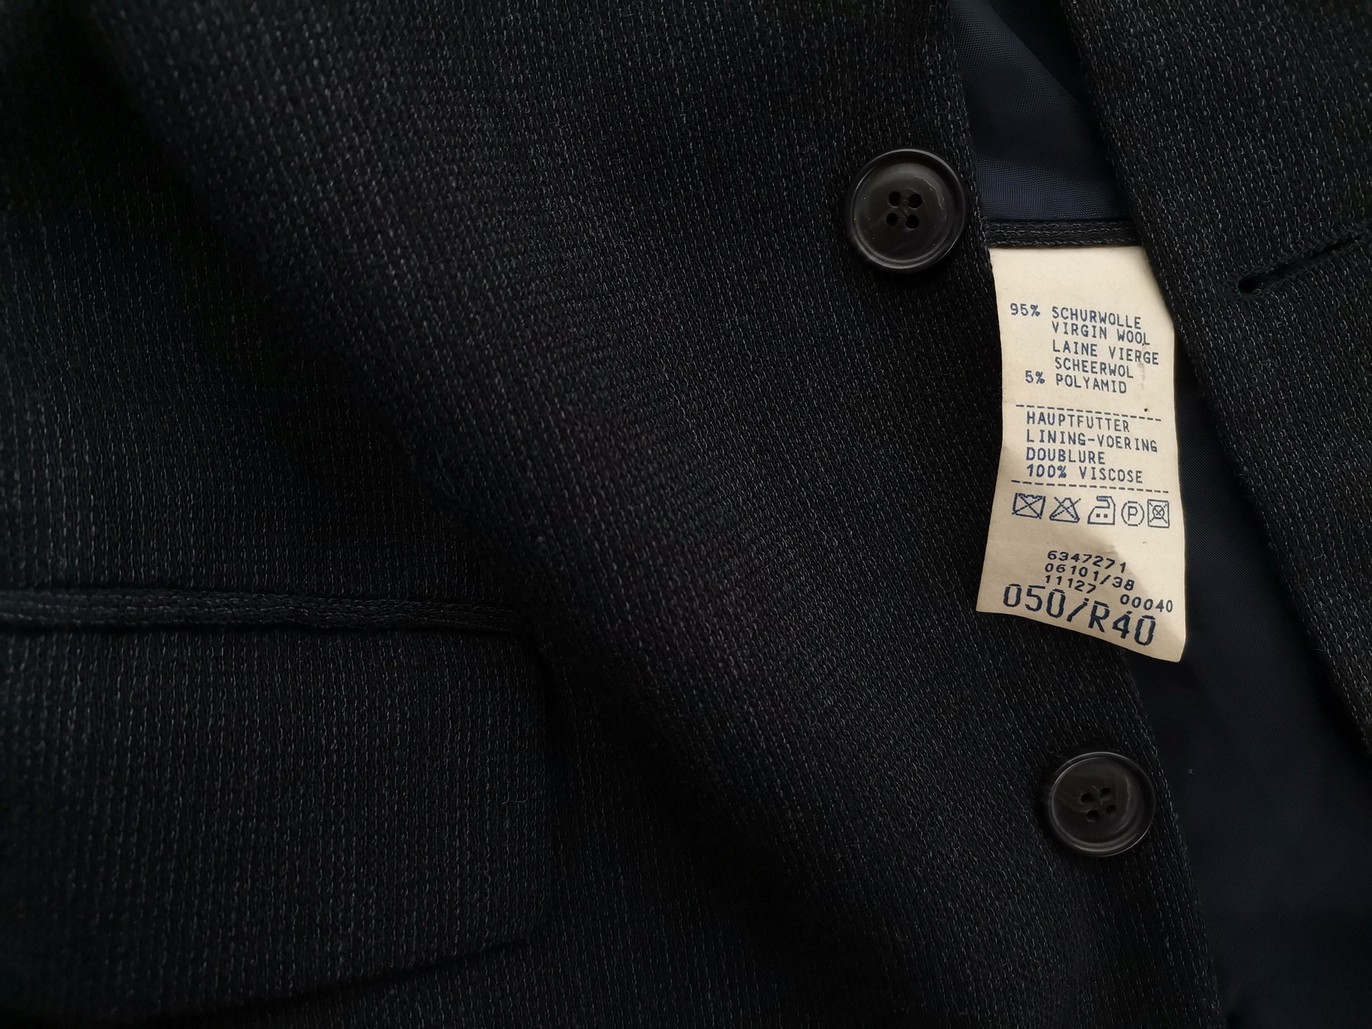 95% SCHURWOLLE
VIRGIN WOOL
LAINE VIERGE
SCHEERWOL
5% POLYAMID
HAUPTFUTTER
LINING-VOERING
DOUBLURE
100% VISCOSE
P
6347271
06101/38
11127 00040
050/R40